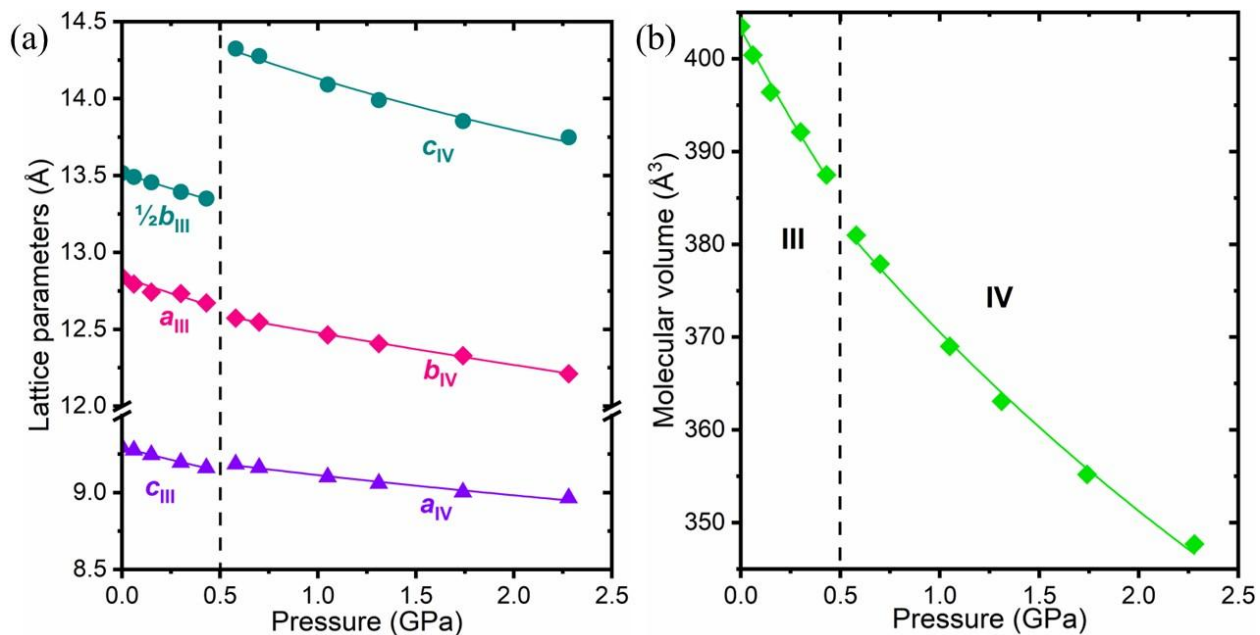 (a)
Lattice parameters (Å)
14.5
14.0
13.5
13.0
12.5
12.0
9.0
8.5
c_IV
½b_III
a_III
b_IV
c_III
a_IV
0.0 0.5 1.0 1.5 2.0 2.5
Pressure (GPa)
(b)
Molecular volume (Å³)
400
390
380
370
360
350
III
IV
0.0 0.5 1.0 1.5 2.0 2.5
Pressure (GPa)